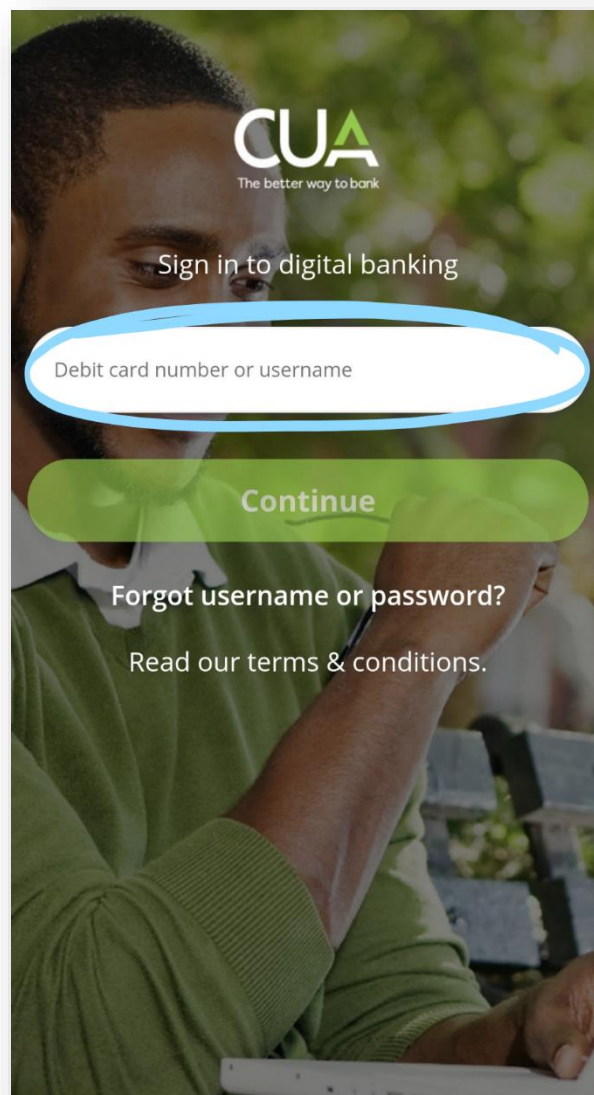 CUA
The better way to bank
Sign in to digital banking
Debit card number or username
Continue
Forgot username or password?
Read our terms & conditions.